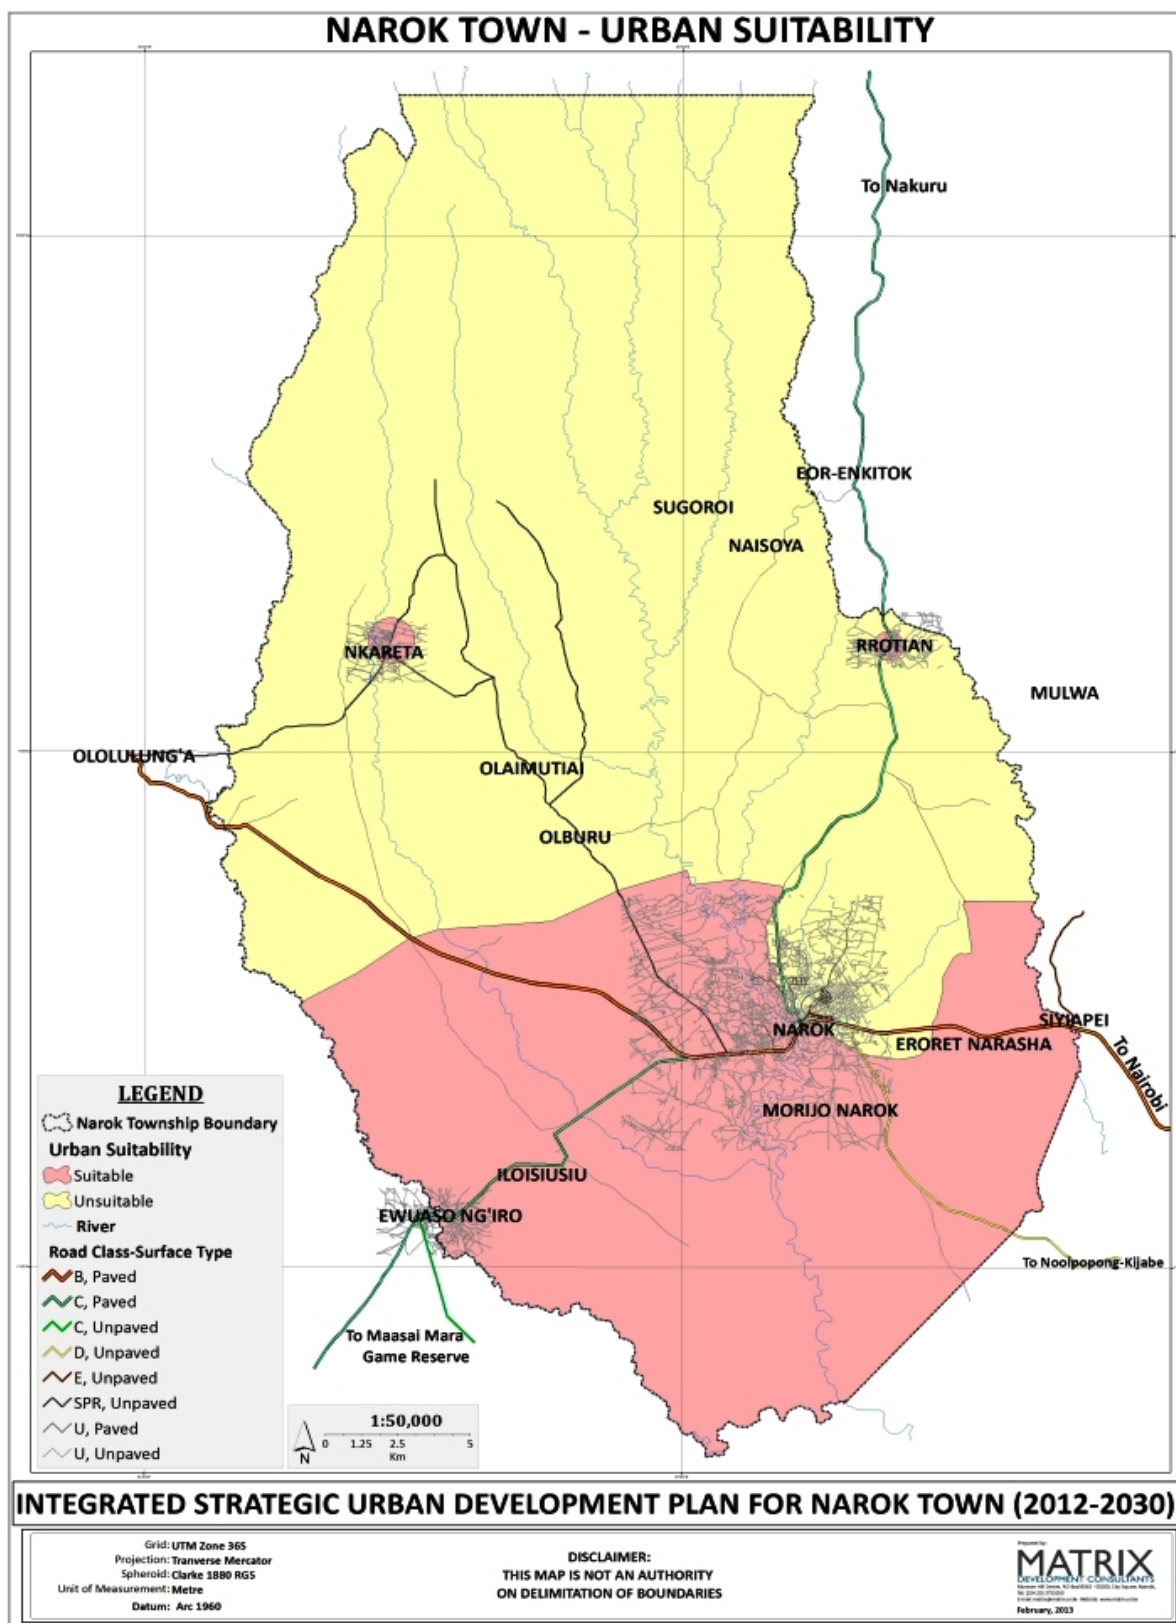 NAROK TOWN - URBAN SUITABILITY
To Nakuru
EOR-ENKITOK
SUGOROI
NAISOYA
NKARETA
RROTIAN
MULWA
OLOLULUNG'A
OLAIMUTIAI
OLBURU
SIYIAPEI
NAROK
ERORET NARASHA
To Nairobi
MORIJO NAROK
ILOISIUSIU
EWUASO NG'IRO
To Noolpopong-Kijabe
To Maasai Mara
Game Reserve
LEGEND
Narok Township Boundary
Urban Suitability
Suitable
Unsuitable
River
Road Class-Surface Type
B, Paved
C, Paved
C, Unpaved
D, Unpaved
E, Unpaved
SPR, Unpaved
U, Paved
U, Unpaved
1:50,000
0 1.25 2.5 5
Km
N
INTEGRATED STRATEGIC URBAN DEVELOPMENT PLAN FOR NAROK TOWN (2012-2030)
Grid: UTM Zone 36S
Projection: Tranverse Mercator
Spheroid: Clarke 1880 RGS
Unit of Measurement: Metre
Datum: Arc 1960
DISCLAIMER:
THIS MAP IS NOT AN AUTHORITY
ON DELIMITATION OF BOUNDARIES
Prepared by:
MATRIX
DEVELOPMENT CONSULTANTS
February, 2013